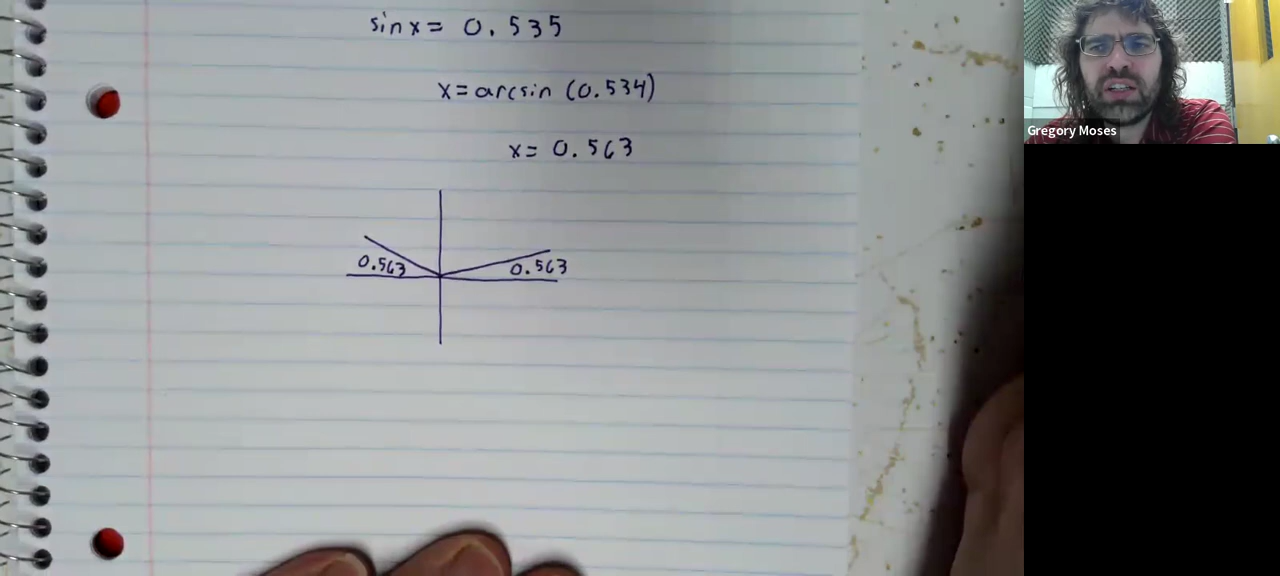 sin x = 0.535
x = arcsin (0.534)
x = 0.563
0.563 0.563
Gregory Moses